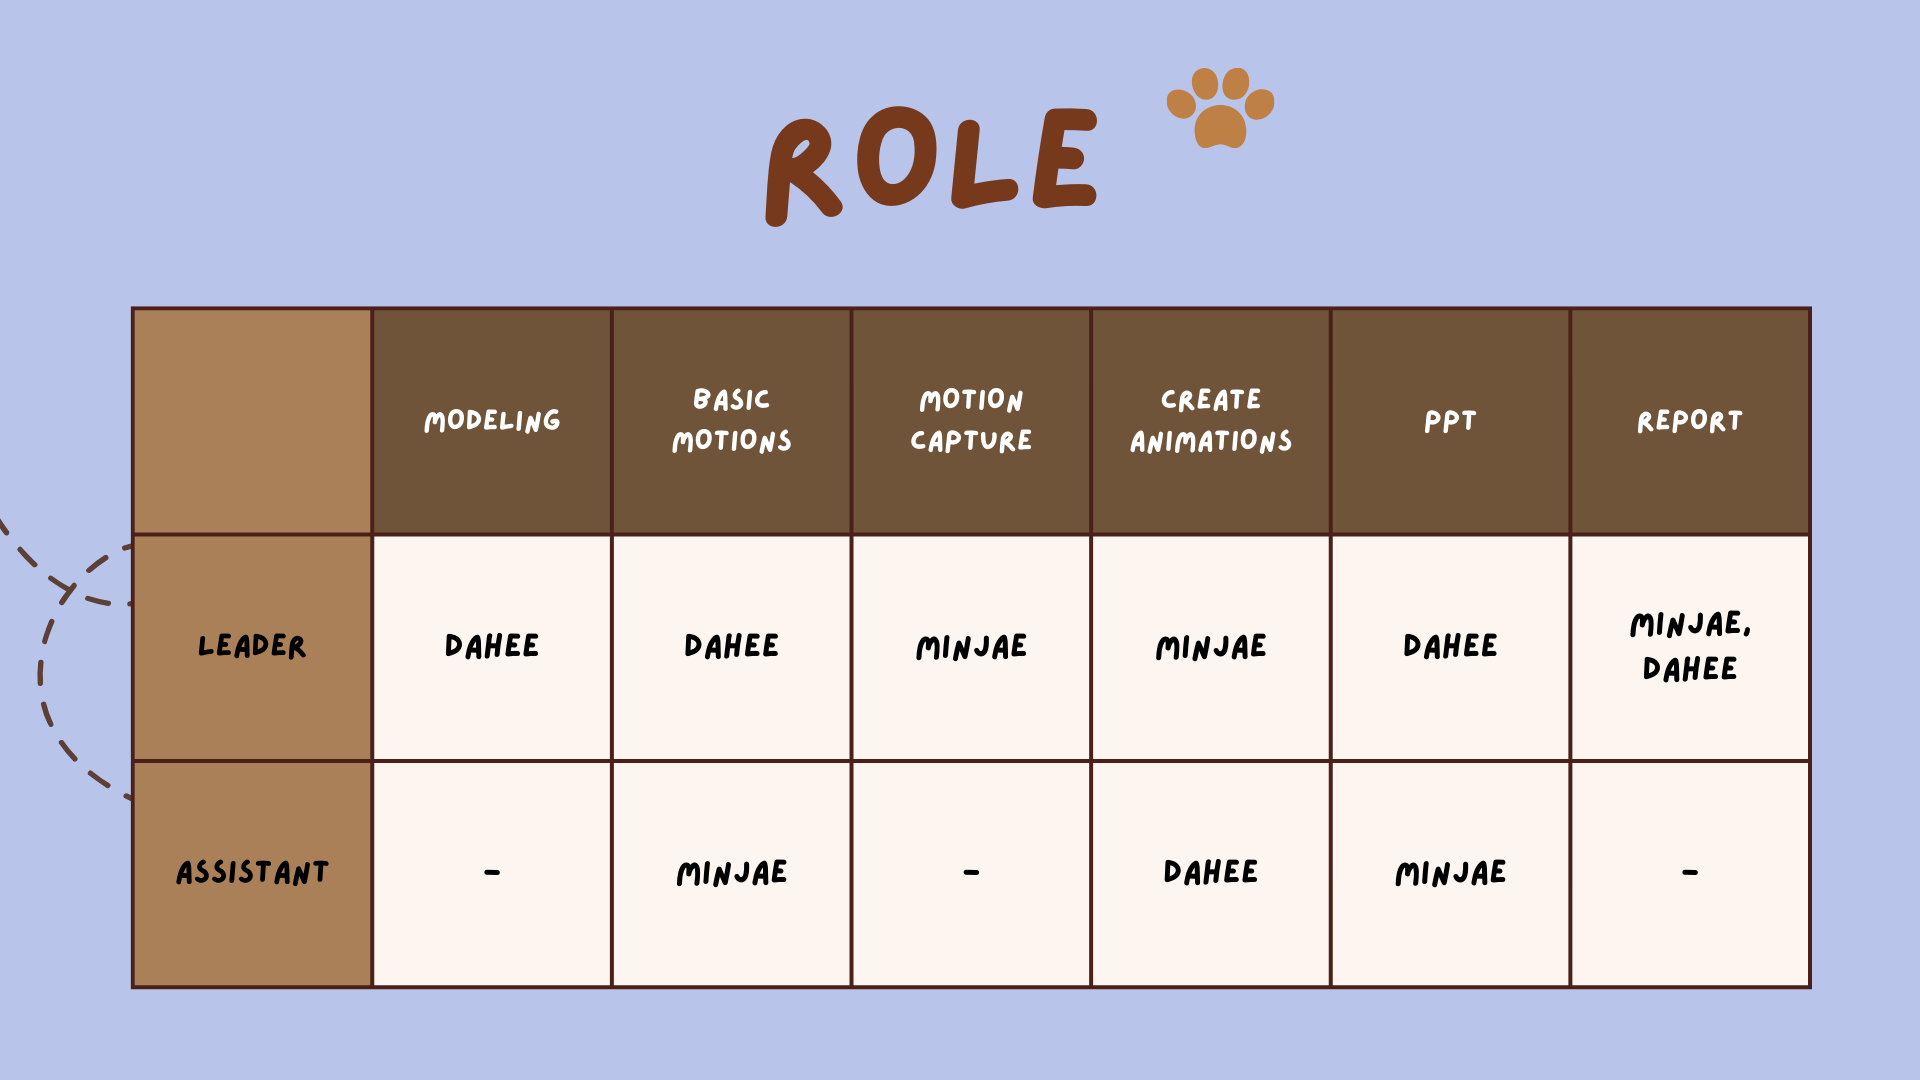 ROLE
MODELING
BASIC
MOTIONS
MOTION
CAPTURE
CREATE
ANIMATIONS
PPT
REPORT
LEADER
DAHEE
DAHEE
MINJAE
MINJAE
DAHEE
MINJAE,
DAHEE
ASSISTANT
-
MINJAE
-
DAHEE
MINJAE
-